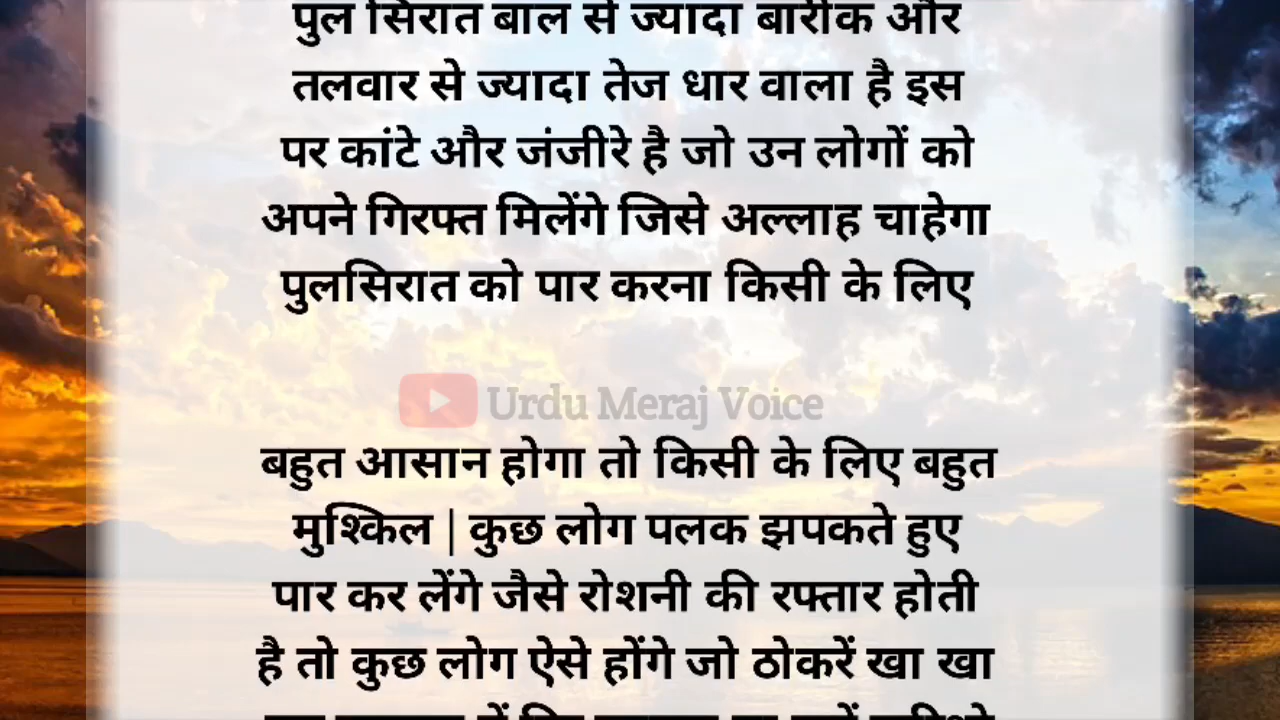 पुल सिरात बाल से ज्यादा बारीक और
तलवार से ज्यादा तेज धार वाला है इस
पर कांटे और जंजीरे है जो उन लोगों को
अपने गिरफ्त मिलेंगे जिसे अल्लाह चाहेगा
पुलसिरात को पार करना किसी के लिए
Urdu Meraj Voice
बहुत आसान होगा तो किसी के लिए बहुत
मुश्किल | कुछ लोग पलक झपकते हुए
पार कर लेंगे जैसे रोशनी की रफ्तार होती
है तो कुछ लोग ऐसे होंगे जो ठोकरें खा खा